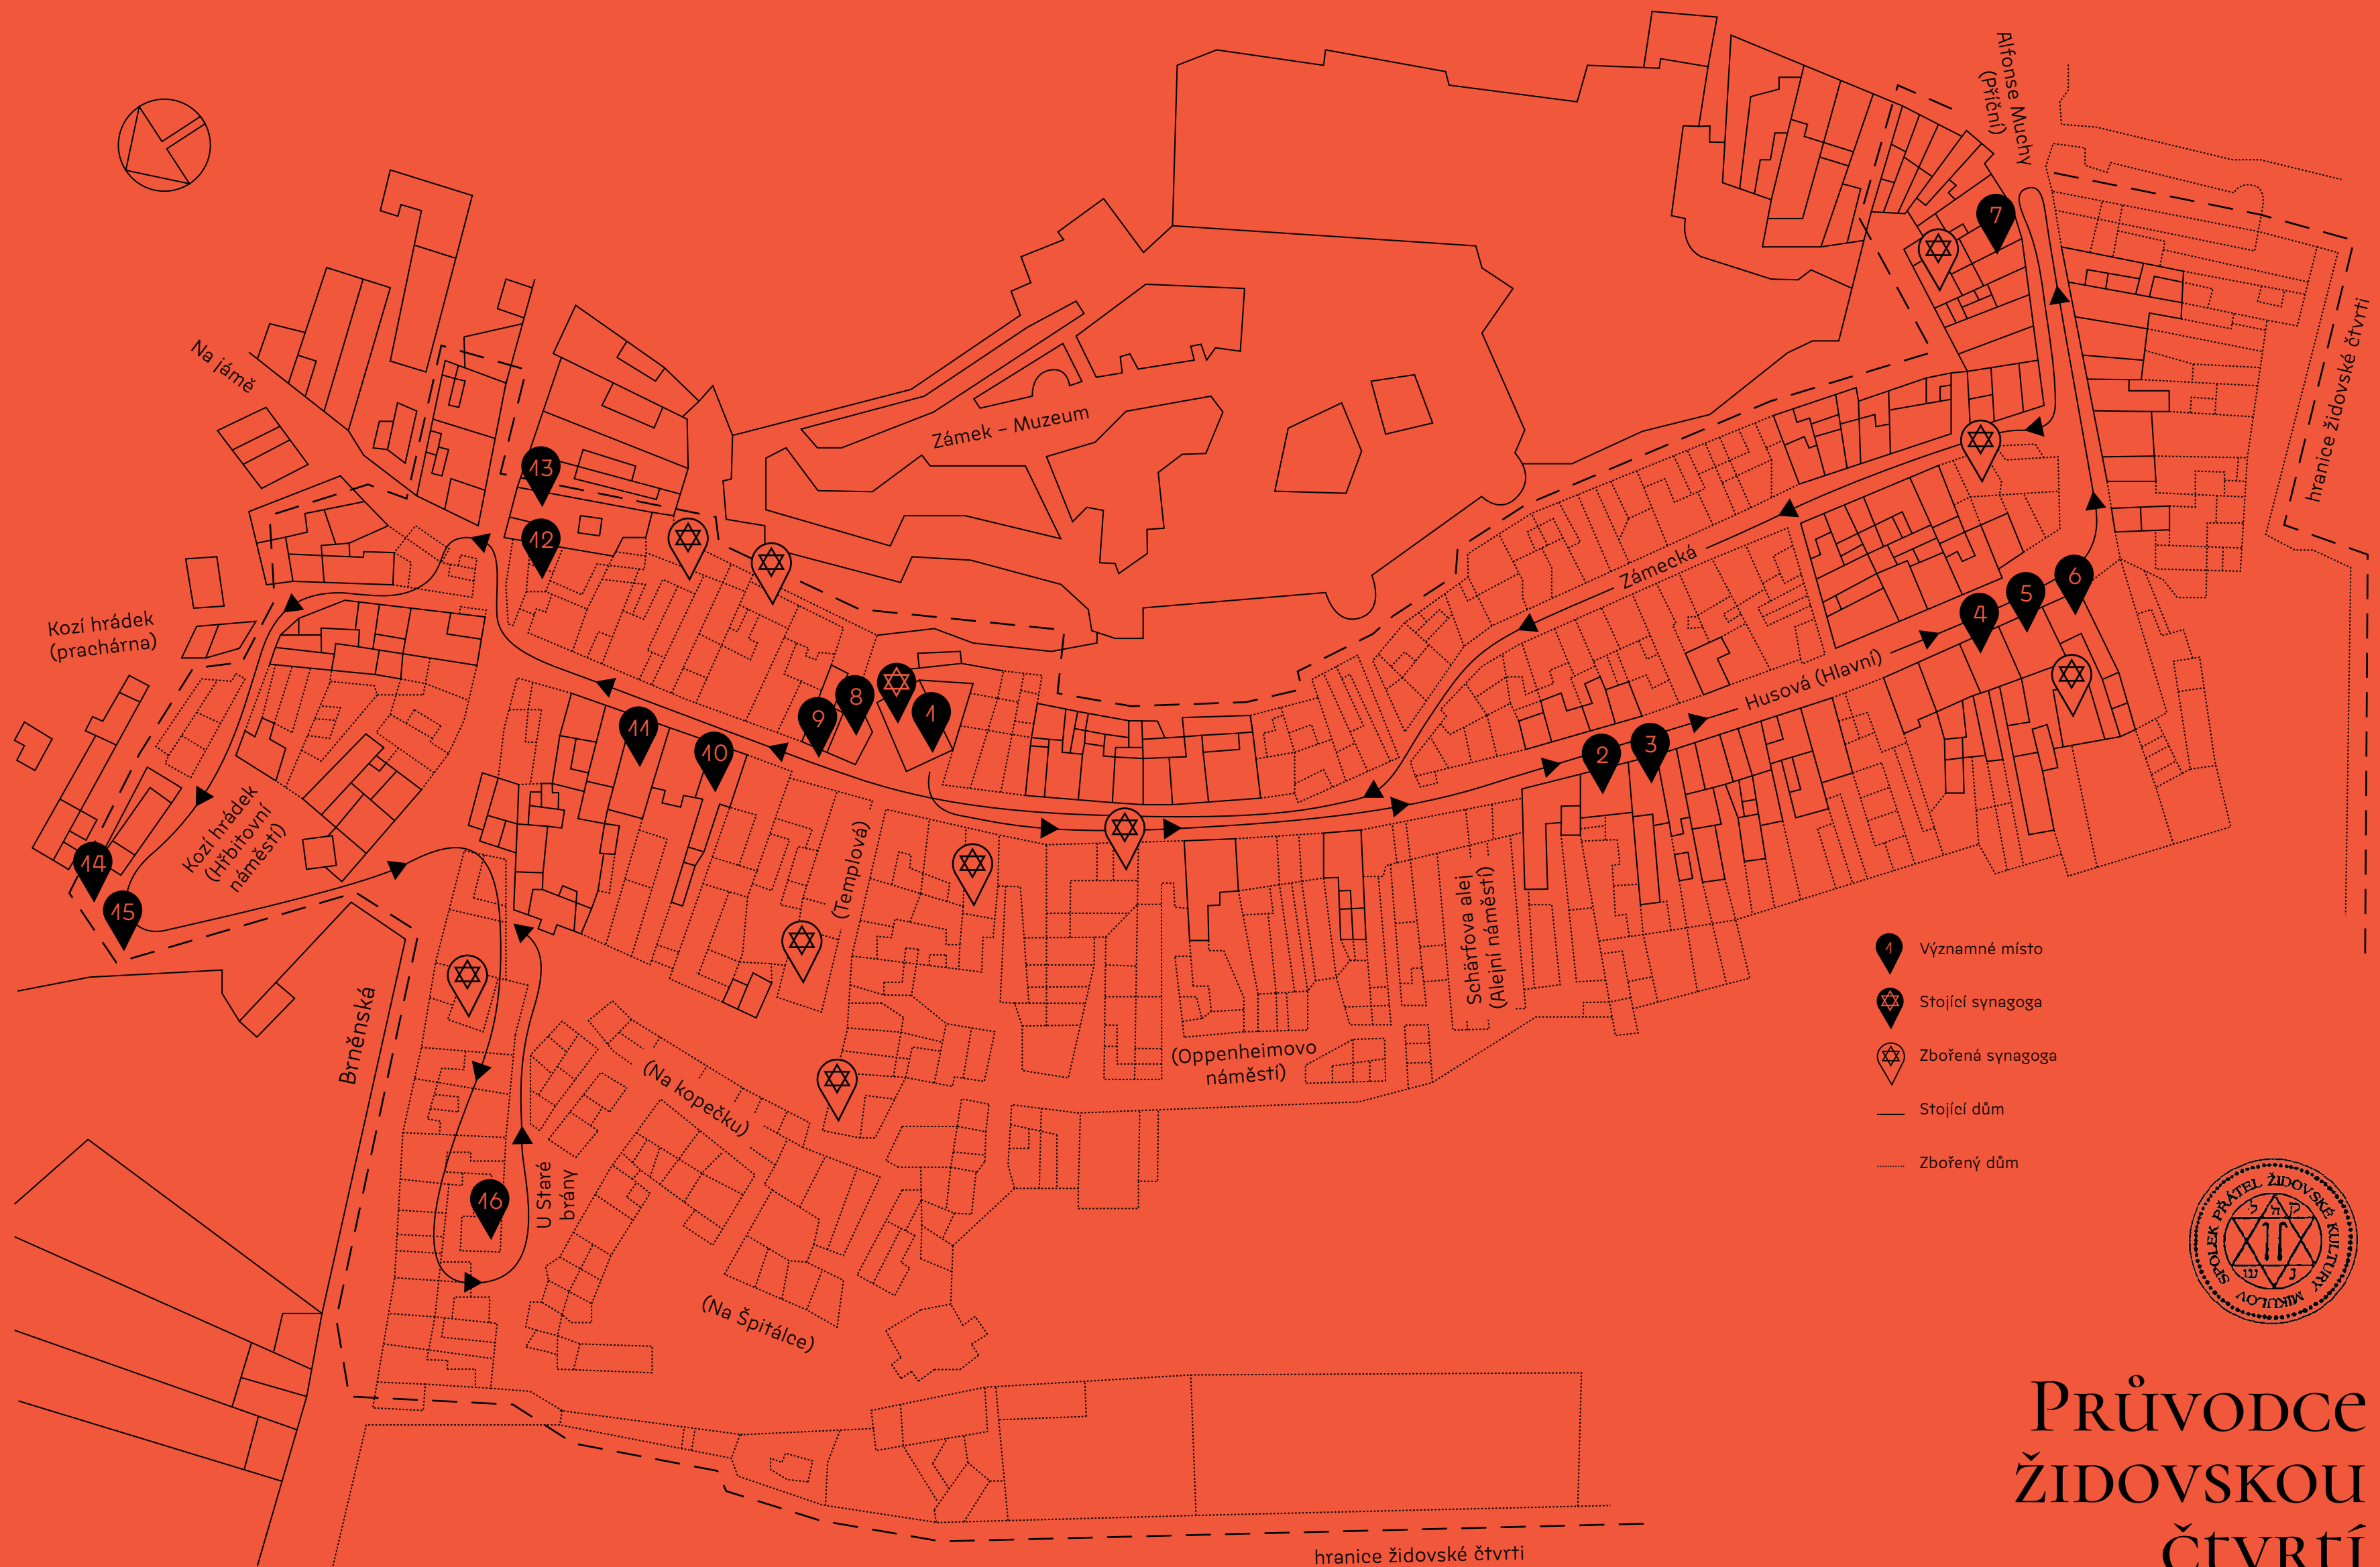 Alfonse Muchy
(Příční)
7
Na jámě
hranice židovské čtvrti
Zámek – Muzeum
13
12
Zámecká
6
5
4
Kozí hrádek
(prachárna)
Husová (Hlavní)
8
9
1
11
10
3
2
Kozí hrádek
(Hřbitovní
náměstí)
14
15
(Templová)
Schärfova alej
(Alejní náměstí)
Brněnská
(Oppenheimovo
náměstí)
(Na kopečku)
U Staré
brány
16
(Na Špitálce)
1 Významné místo
Stojící synagoga
Zbořená synagoga
Stojící dům
Zbořený dům
SPOLEK PŘÁTEL ŽIDOVSKÉ KULTURY
MIKULOV
Průvodce
židovskou
čtvrtí
hranice židovské čtvrti